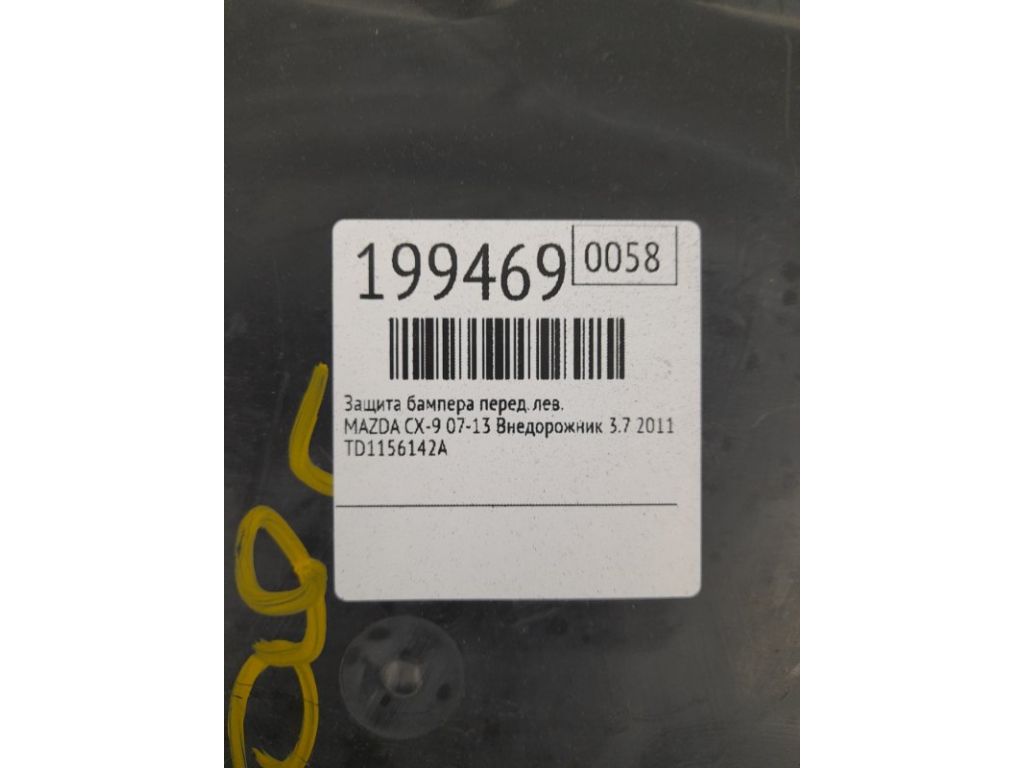 199469 0058
Защита бампера перед. лев.
MAZDA CX-9 07-13 Внедорожник 3.7 2011
TD1156142A